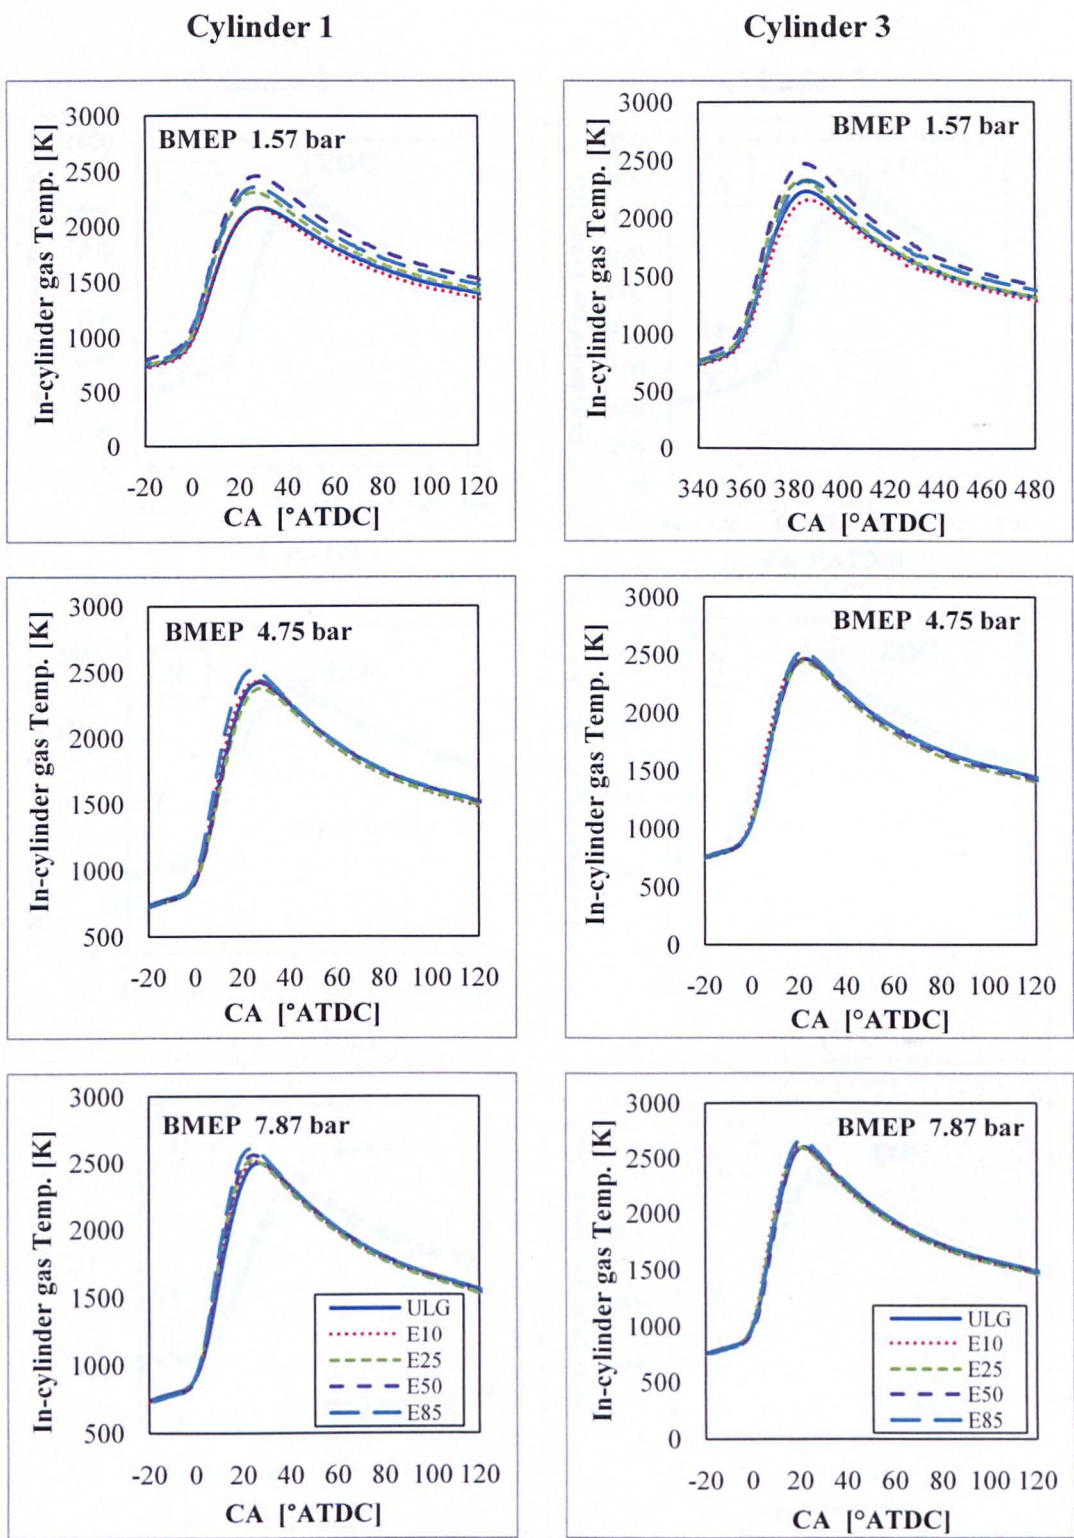 Cylinder 1
Cylinder 3
BMEP 1.57 bar
In-cylinder gas Temp. [K]
3000
2500
2000
1500
1000
500
0
-20 0 20 40 60 80 100 120
CA [°ATDC]
BMEP 1.57 bar
In-cylinder gas Temp. [K]
3000
2500
2000
1500
1000
500
0
340 360 380 400 420 440 460 480
CA [°ATDC]
BMEP 4.75 bar
In-cylinder gas Temp. [K]
3000
2500
2000
1500
1000
500
-20 0 20 40 60 80 100 120
CA [°ATDC]
BMEP 4.75 bar
In-cylinder gas Temp. [K]
3000
2500
2000
1500
1000
500
0
-20 0 20 40 60 80 100 120
CA [°ATDC]
BMEP 7.87 bar
In-cylinder gas Temp. [K]
3000
2500
2000
1500
1000
500
-20 0 20 40 60 80 100 120
CA [°ATDC]
ULG
E10
E25
E50
E85
BMEP 7.87 bar
In-cylinder gas Temp. [K]
3000
2500
2000
1500
1000
500
0
-20 0 20 40 60 80 100 120
CA [°ATDC]
ULG
E10
E25
E50
E85